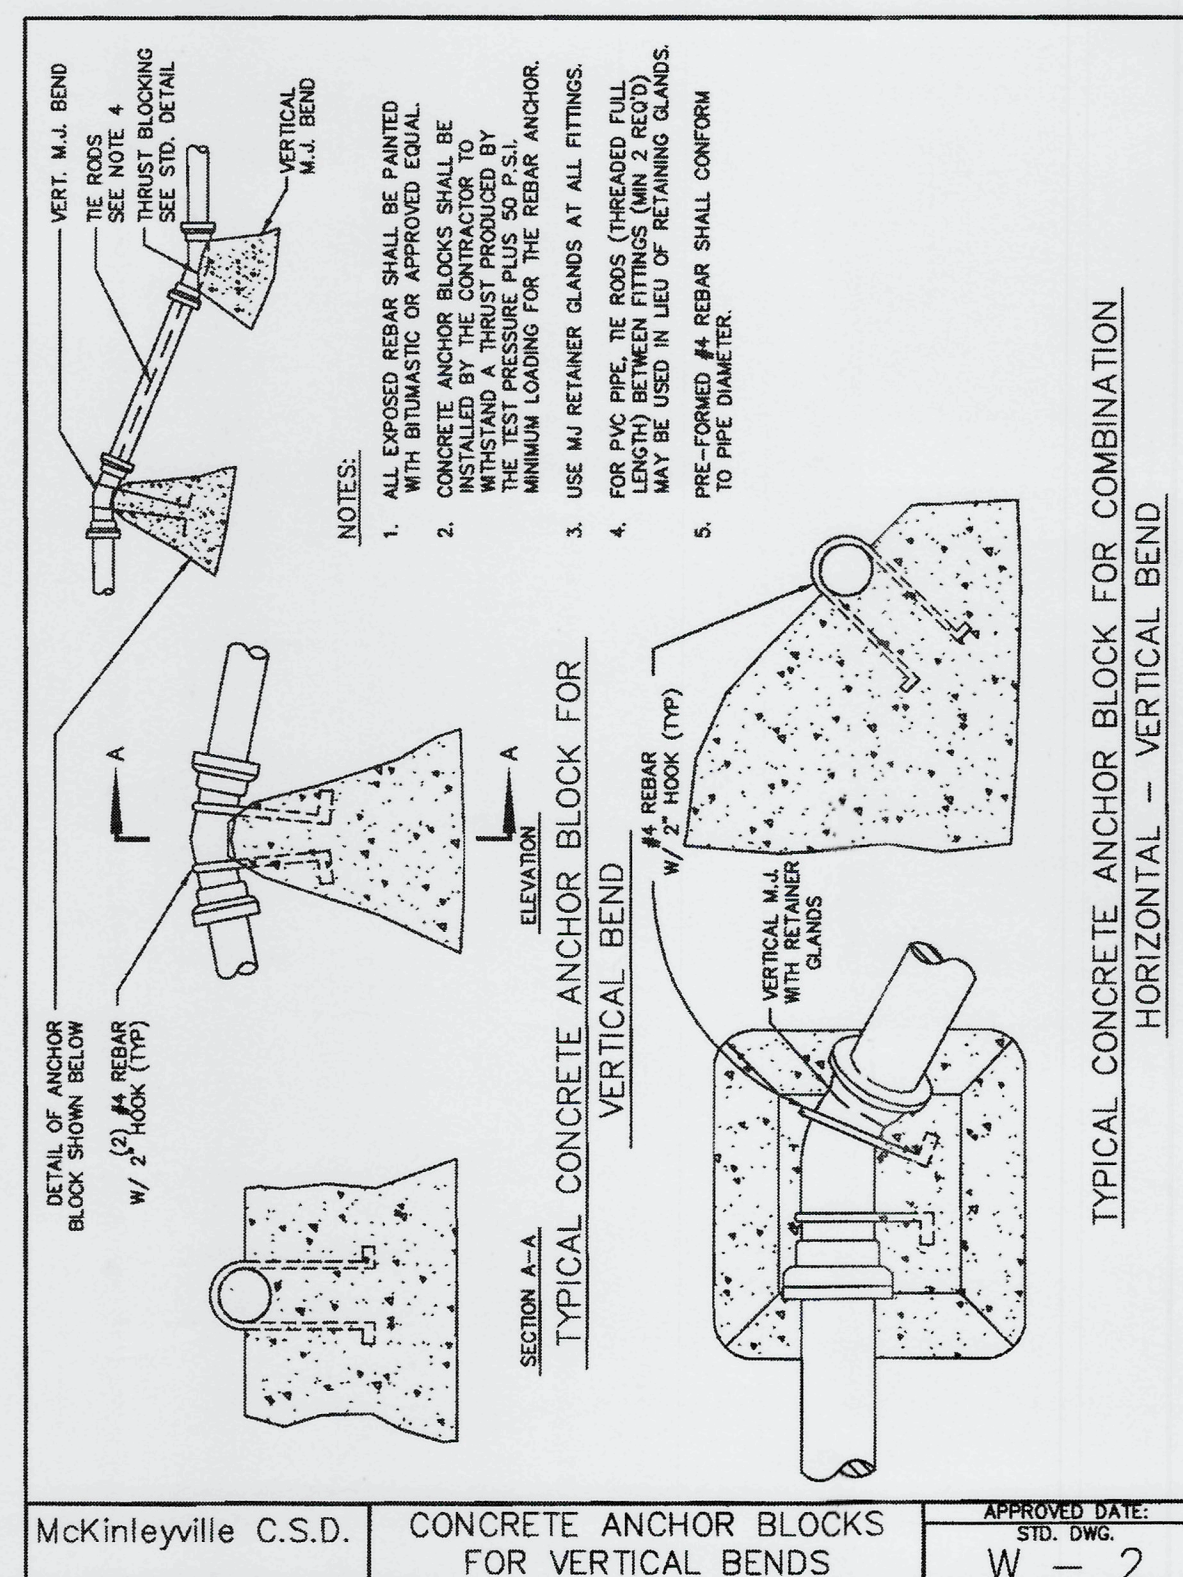 VERT. M.J. BEND
TIE RODS
SEE NOTE 4
THRUST BLOCKING
SEE STD. DETAIL
VERTICAL
M.J. BEND
DETAIL OF ANCHOR
BLOCK SHOWN BELOW
(2) #4 REBAR
W/ 2" HOOK (TYP)
A
A
SECTION A-A
ELEVATION
TYPICAL CONCRETE ANCHOR BLOCK FOR
VERTICAL BEND
NOTES:
1. ALL EXPOSED REBAR SHALL BE PAINTED
WITH BITUMASTIC OR APPROVED EQUAL.
2. CONCRETE ANCHOR BLOCKS SHALL BE
INSTALLED BY THE CONTRACTOR TO
WITHSTAND A THRUST PRODUCED BY
THE TEST PRESSURE PLUS 50 P.S.I.
MINIMUM LOADING FOR THE REBAR ANCHOR.
3. USE MJ RETAINER GLANDS AT ALL FITTINGS.
4. FOR PVC PIPE, TIE RODS (THREADED FULL
LENGTH) BETWEEN FITTINGS (MIN 2 REQ'D)
MAY BE USED IN LIEU OF RETAINING GLANDS.
5. PRE-FORMED #4 REBAR SHALL CONFORM
TO PIPE DIAMETER.
#4 REBAR
W/ 2" HOOK (TYP)
VERTICAL M.J.
WITH RETAINER
GLANDS
TYPICAL CONCRETE ANCHOR BLOCK FOR COMBINATION
HORIZONTAL - VERTICAL BEND
McKinleyville C.S.D.
CONCRETE ANCHOR BLOCKS
FOR VERTICAL BENDS
APPROVED DATE:
STD. DWG.
W - 2